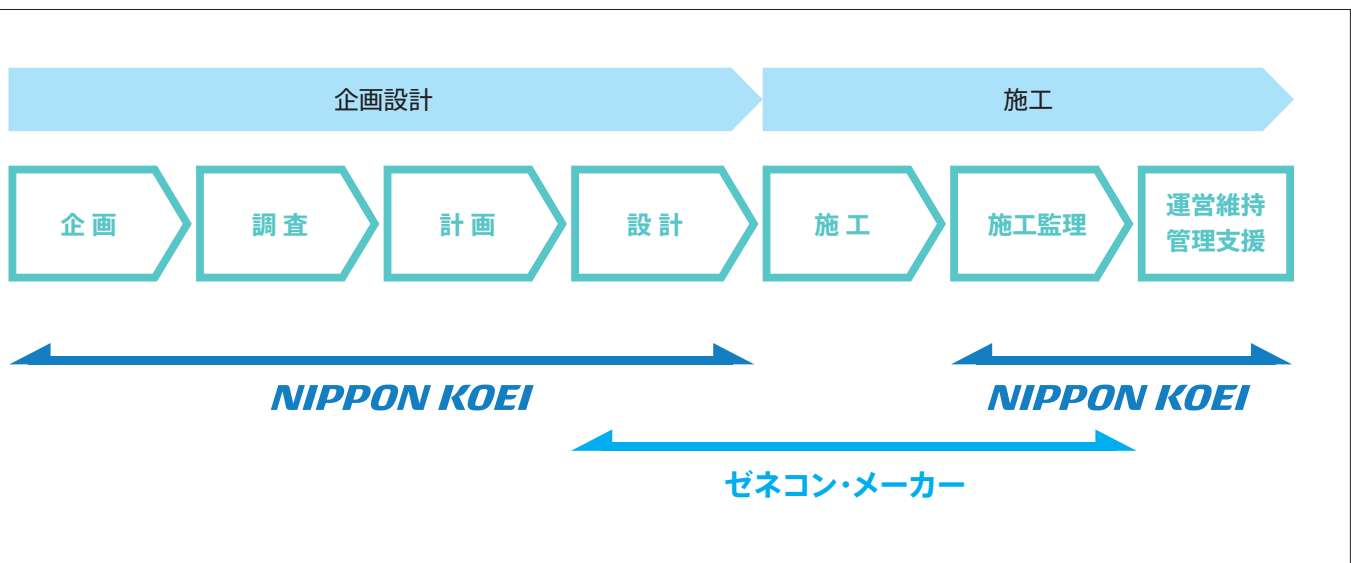 企画設計
施工
企画
調査
計画
設計
施工
施工監理
運営維持
管理支援
NIPPON KOEI
NIPPON KOEI
ゼネコン・メーカー